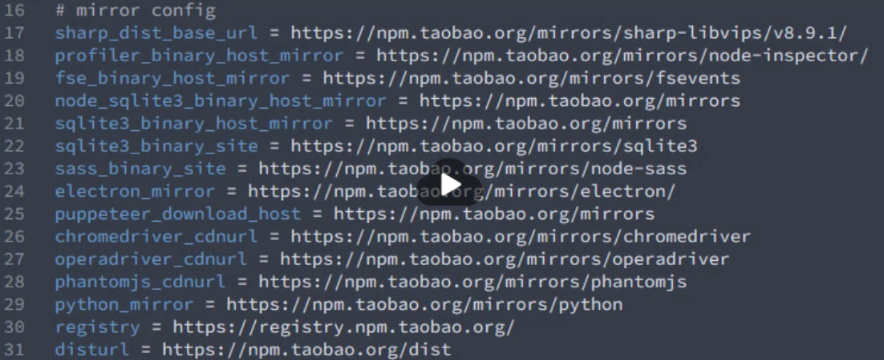 16 # mirror config
17 sharp_dist_base_url = https://npm.taobao.org/mirrors/sharp-libvips/v8.9.1/
18 profiler_binary_host_mirror = https://npm.taobao.org/mirrors/node-inspector/
19 fse_binary_host_mirror = https://npm.taobao.org/mirrors/fsevents
20 node_sqlite3_binary_host_mirror = https://npm.taobao.org/mirrors
21 sqlite3_binary_host_mirror = https://npm.taobao.org/mirrors
22 sqlite3_binary_site = https://npm.taobao.org/mirrors/sqlite3
23 sass_binary_site = https://npm.taobao.org/mirrors/node-sass
24 electron_mirror = https://npm.taobao.org/mirrors/electron/
25 puppeteer_download_host = https://npm.taobao.org/mirrors
26 chromedriver_cdnurl = https://npm.taobao.org/mirrors/chromedriver
27 operadriver_cdnurl = https://npm.taobao.org/mirrors/operadriver
28 phantomjs_cdnurl = https://npm.taobao.org/mirrors/phantomjs
29 python_mirror = https://npm.taobao.org/mirrors/python
30 registry = https://registry.npm.taobao.org/
31 disturl = https://npm.taobao.org/dist